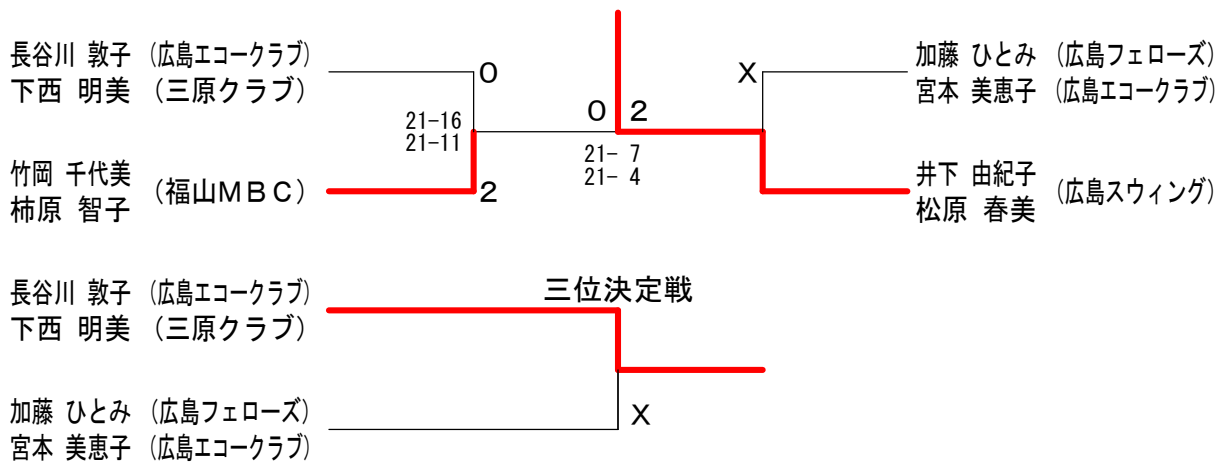 長谷川 敦子 (広島エコークラブ)
下西 明美 (三原クラブ)
0
21-16
21-11
竹岡 千代美
柿原 智子
(福山MBC)
2
0 2
21- 7
21- 4
X
加藤 ひとみ (広島フェローズ)
宮本 美恵子 (広島エコークラブ)
井下 由紀子
松原 春美
(広島スウィング)
三位決定戦
長谷川 敦子 (広島エコークラブ)
下西 明美 (三原クラブ)
加藤 ひとみ (広島フェローズ)
宮本 美恵子 (広島エコークラブ)
X